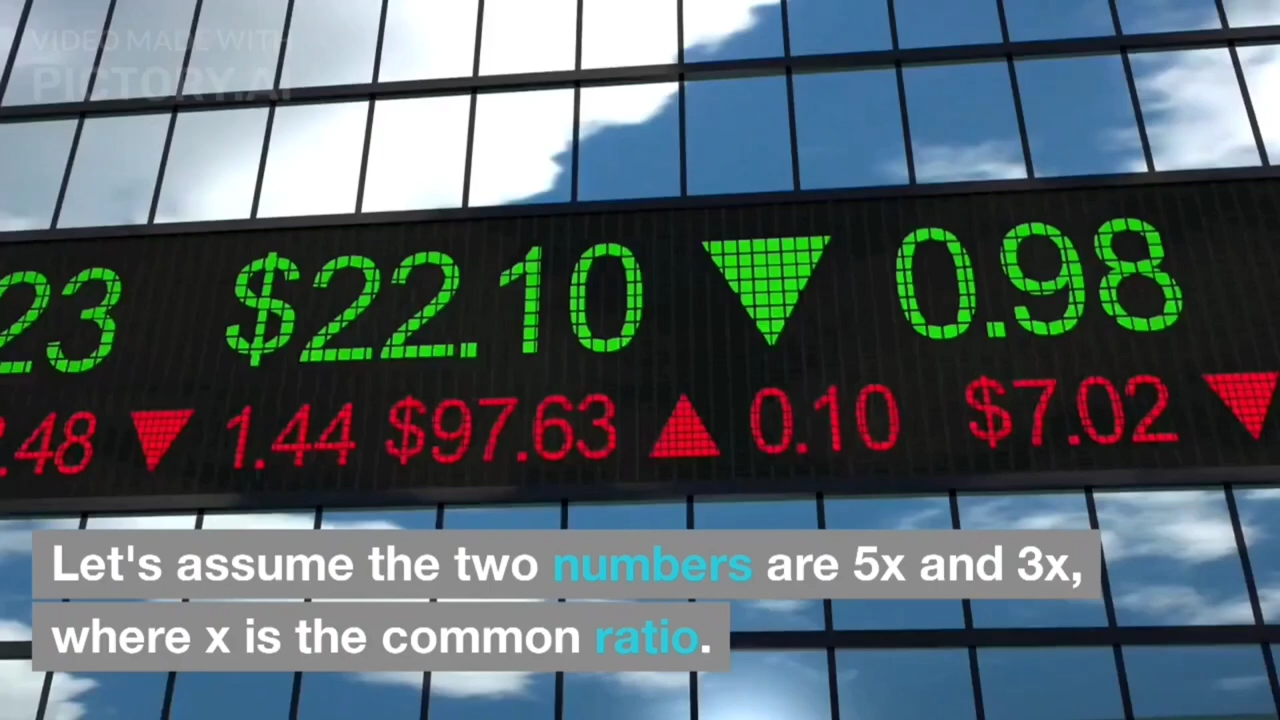 VIDEO MADE WITH
PICTORY.AI
23 $22.10 ▼ 0.98
.48 ▼ 1.44 $97.63 ▲ 0.10 $7.02 ▼
Let's assume the two numbers are 5x and 3x,
where x is the common ratio.